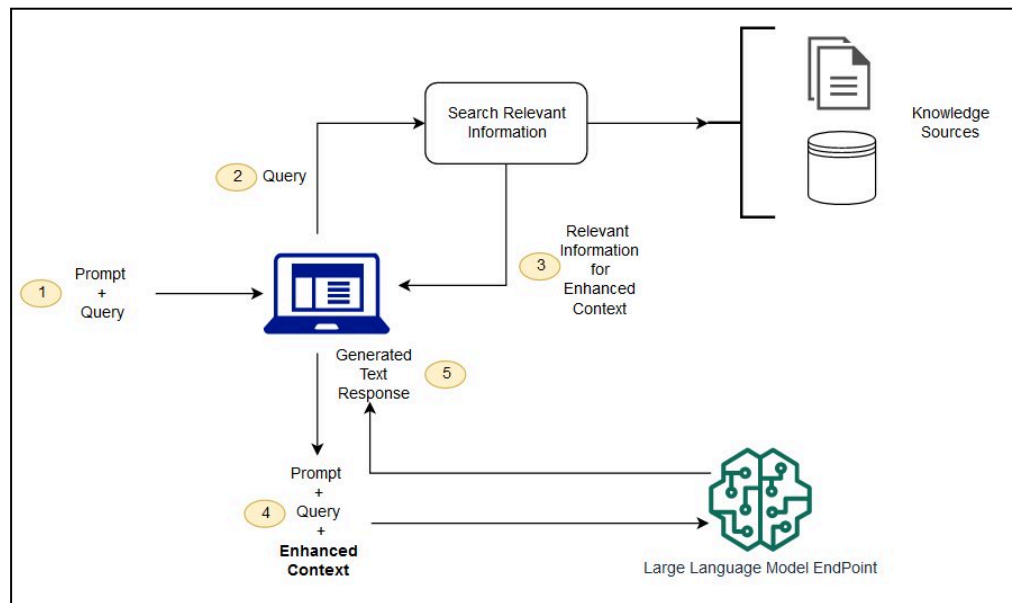 Search Relevant
Information
Knowledge
Sources
2
Query
1
Prompt
+
Query
3
Relevant
Information
for
Enhanced
Context
Generated
Text
Response
5
4
Prompt
+
Query
+
Enhanced
Context
Large Language Model EndPoint